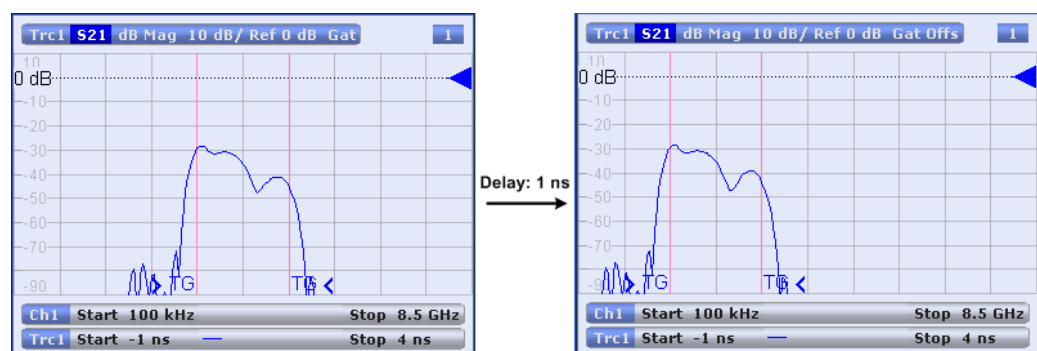 Trc1 S21 dB Mag 10 dB/ Ref 0 dB Gat 1
10
0 dB
-10
-20
-30
-40
-50
-60
-70
-90
TG TG
Ch1 Start 100 kHz Stop 8.5 GHz
Trc1 Start -1 ns — Stop 4 ns
Delay: 1 ns
Trc1 S21 dB Mag 10 dB/ Ref 0 dB Gat Offs 1
10
0 dB
-10
-20
-30
-40
-50
-60
-70
TG TG
Ch1 Start 100 kHz Stop 8.5 GHz
Trc1 Start -1 ns — Stop 4 ns